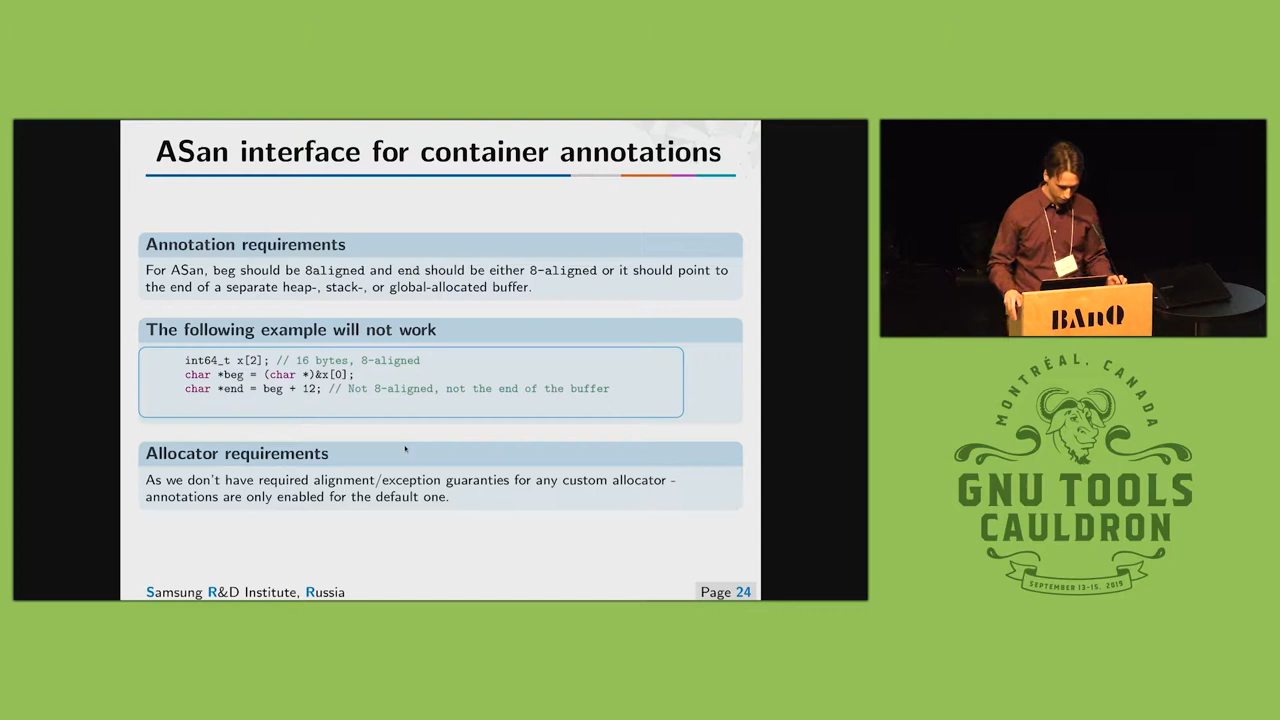 ASan interface for container annotations
Annotation requirements
For ASan, beg should be 8aligned and end should be either 8-aligned or it should point to
the end of a separate heap-, stack-, or global-allocated buffer.
The following example will not work
int64_t x[2]; // 16 bytes, 8-aligned
char *beg = (char *)&x[0];
char *end = beg + 12; // Not 8-aligned, not the end of the buffer
Allocator requirements
As we don't have required alignment/exception guaranties for any custom allocator -
annotations are only enabled for the default one.
Samsung R&D Institute, Russia
Page 24
BAnQ
MONTRÉAL, CANADA
GNU TOOLS
CAULDRON
SEPTEMBER 13-15, 2019